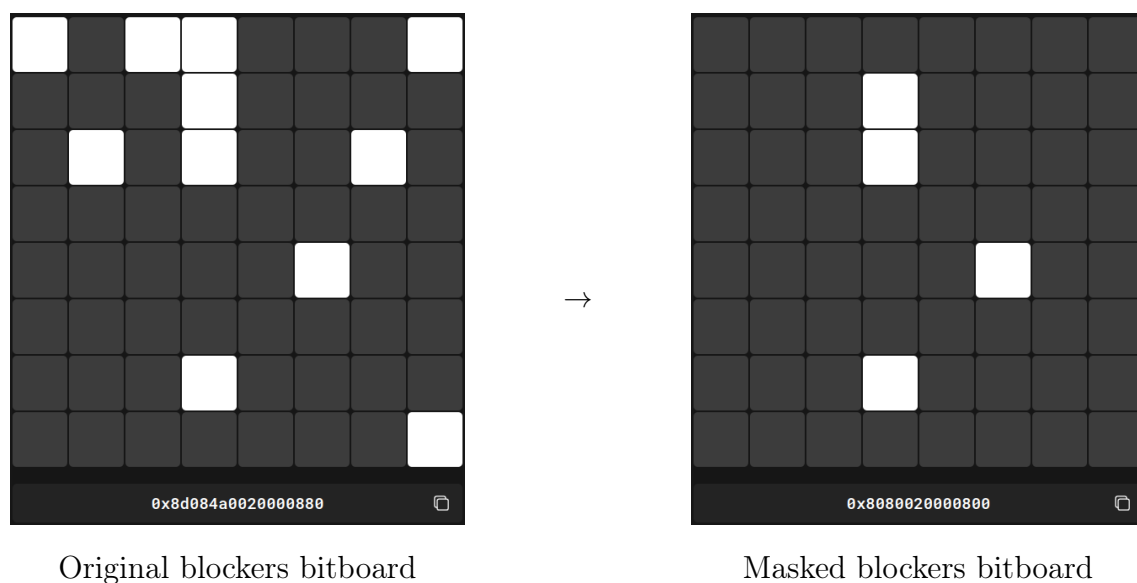 0x8d084a0020000880
→
0x8080020000800
Original blockers bitboard
Masked blockers bitboard